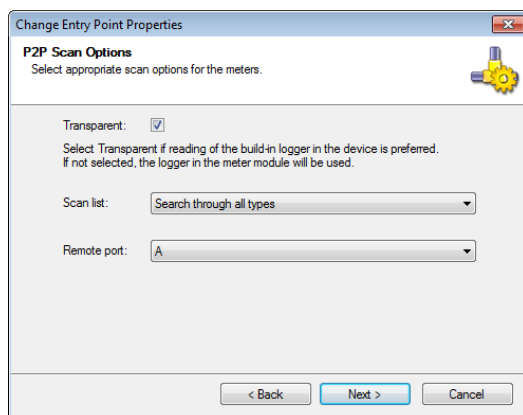 Change Entry Point Properties
P2P Scan Options
Select appropriate scan options for the meters.
Transparent:
Select Transparent if reading of the build-in logger in the device is preferred.
If not selected, the logger in the meter module will be used.
Scan list: Search through all types
Remote port: A
< Back Next > Cancel